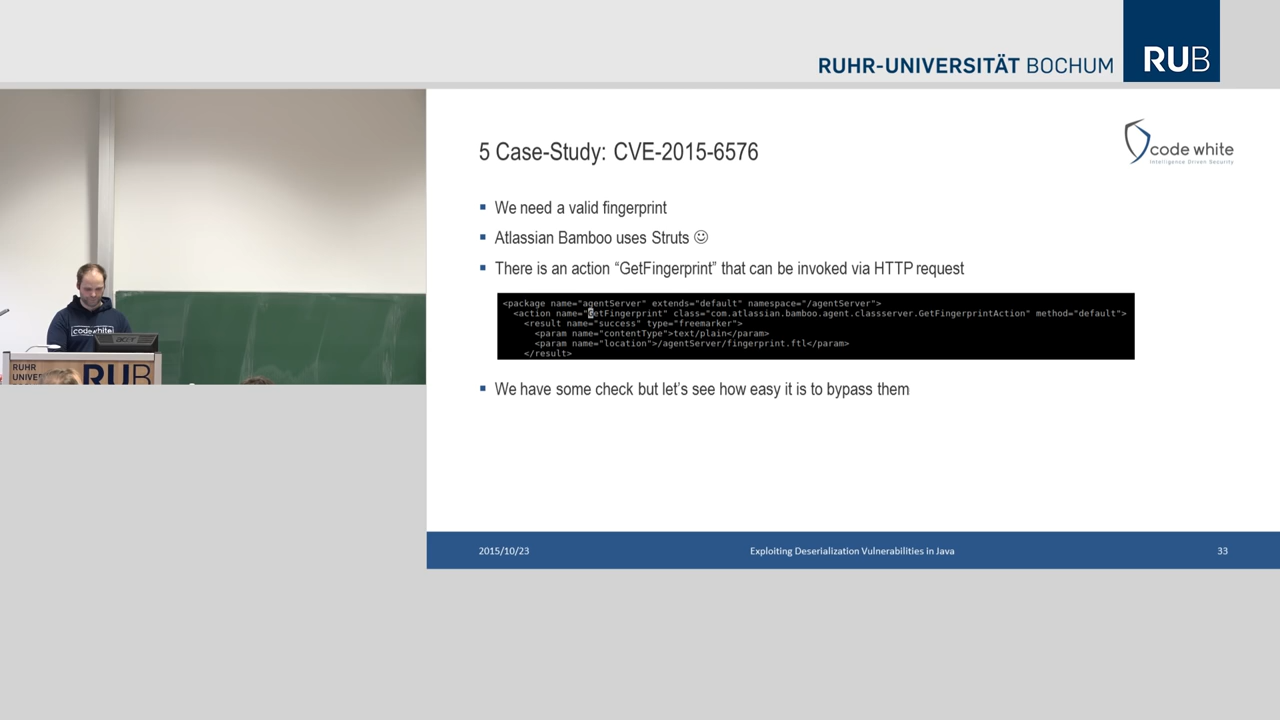 RUHR-UNIVERSITÄT BOCHUM
RUB
5 Case-Study: CVE-2015-6576
code white
Intelligence Driven Security
We need a valid fingerprint
Atlassian Bamboo uses Struts ☺
There is an action “GetFingerprint” that can be invoked via HTTP request
<package name="agentServer" extends="default" namespace="/agentServer">
<action name="GetFingerprint" class="com.atlassian.bamboo.agent.classserver.GetFingerprintAction" method="default">
<result name="success" type="freemarker">
<param name="contentType">text/plain</param>
<param name="location">/agentServer/fingerprint.ftl</param>
</result>
We have some check but let’s see how easy it is to bypass them
codewhite
acer
RUHR
UNIVER
RUB
2015/10/23
Exploiting Deserialization Vulnerabilities in Java
33